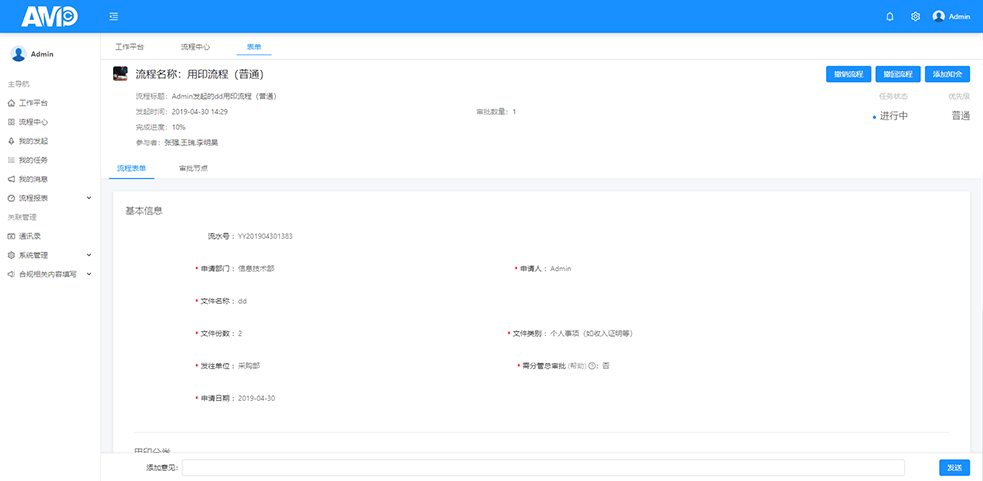 AMP
Admin
Admin
工作平台 流程中心 表单
主导航
工作平台
流程中心
我的发起
我的任务
我的消息
流程报表
关联管理
通讯录
系统管理
合规相关内容填写
流程名称：用印流程（普通）
撤销流程 撤回流程 添加知会
流程标题：Admin发起的dd用印流程（普通）
任务状态 优先级
发起时间：2019-04-30 14:29 审批数量：1
进行中 普通
完成进度：10%
参与者：张强,王瑞,李明昊
流程表单 审批节点
基本信息
流水号：YY201904301383
* 申请部门：信息技术部 * 申请人：Admin
* 文件名称：dd
* 文件份数：2 * 文件类别：个人事项（如收入证明等）
* 发往单位：采购部 * 需分管总审批 (帮助)：否
* 申请日期：2019-04-30
用印分类
添加意见：
发送